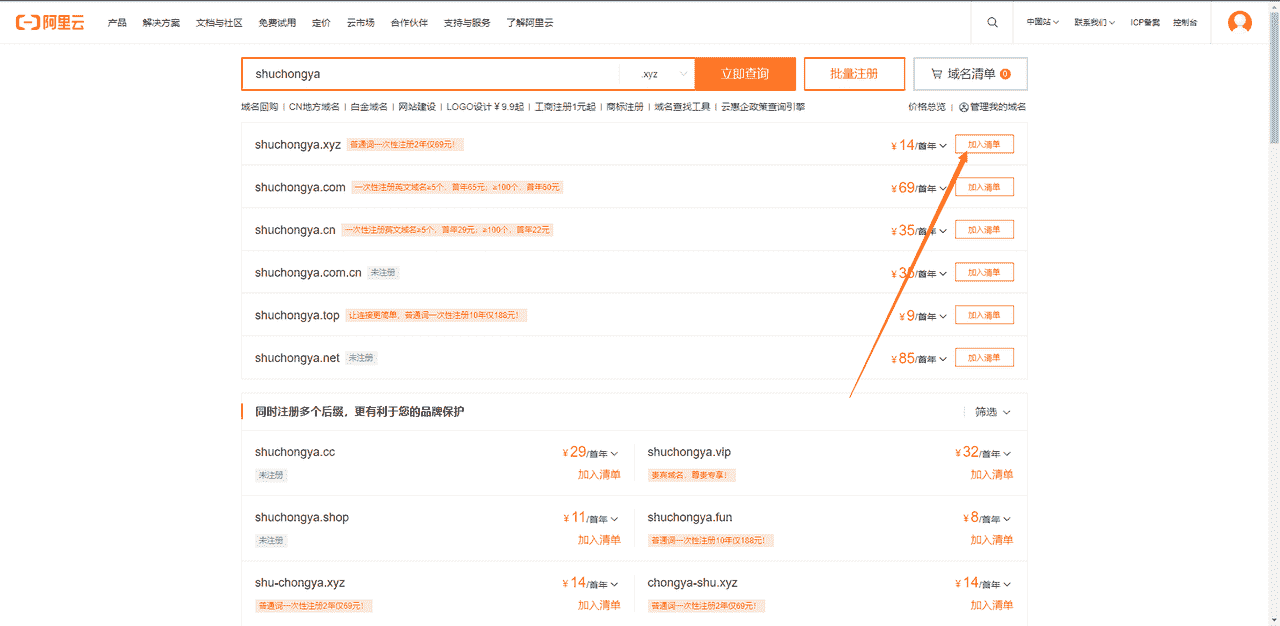 阿里云 产品 解决方案 文档与社区 免费试用 定价 云市场 合作伙伴 支持与服务 了解阿里云 中国站 联系我们 ICP备案 控制台
shuchongya .xyz 立即查询 批量注册 域名清单 0
域名回购 | CN地方域名 | 白金域名 | 网站建设 | LOGO设计¥9.9起 | 工商注册1元起 | 商标注册 | 域名查找工具 | 云惠企政策查询引擎 价格总览 | 管理我的域名
shuchongya.xyz 普通词一次性注册2年仅69元! ¥14/首年 加入清单
shuchongya.com 一次性注册英文域名≥5个，首年65元；≥100个，首年60元 ¥69/首年 加入清单
shuchongya.cn 一次性注册英文域名≥5个，首年29元；≥100个，首年22元 ¥35/首年 加入清单
shuchongya.com.cn 未注册 ¥35/首年 加入清单
shuchongya.top 让连接更简单，普通词一次性注册10年仅188元! ¥9/首年 加入清单
shuchongya.net 未注册 ¥85/首年 加入清单
同时注册多个后缀，更有利于您的品牌保护 筛选
shuchongya.cc ¥29/首年 shuchongya.vip ¥32/首年
未注册 加入清单 贵宾域名，尊贵专享! 加入清单
shuchongya.shop ¥11/首年 shuchongya.fun ¥8/首年
未注册 加入清单 普通词一次性注册10年仅188元! 加入清单
shu-chongya.xyz ¥14/首年 chongya-shu.xyz ¥14/首年
普通词一次性注册2年仅69元! 加入清单 普通词一次性注册2年仅69元! 加入清单